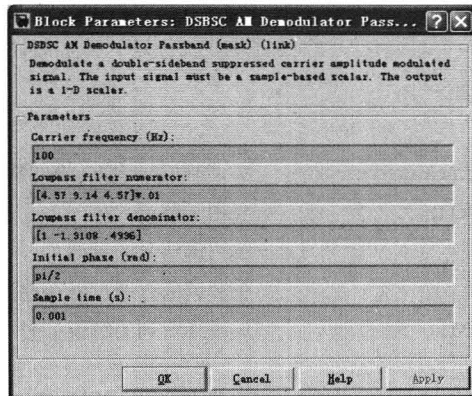 Block Parameters: DSBSC AM Demodulator Pass...
DSDSC AM Demodulator Passband (mask) (link)
Demodulate a double-sideband suppressed carrier amplitude modulated
signal. The input signal must be a sample-based scalar. The output
is a 1-D scalar.
Parameters
Carrier frequency (Hz):
100
Lowpass filter numerator:
[4.57 9.14 4.57]*.01
Lowpass filter denominator:
[1 -1.3108 .4936]
Initial phase (rad):
pi/2
Sample time (s):
0.001
OK
Cancel
Help
Apply